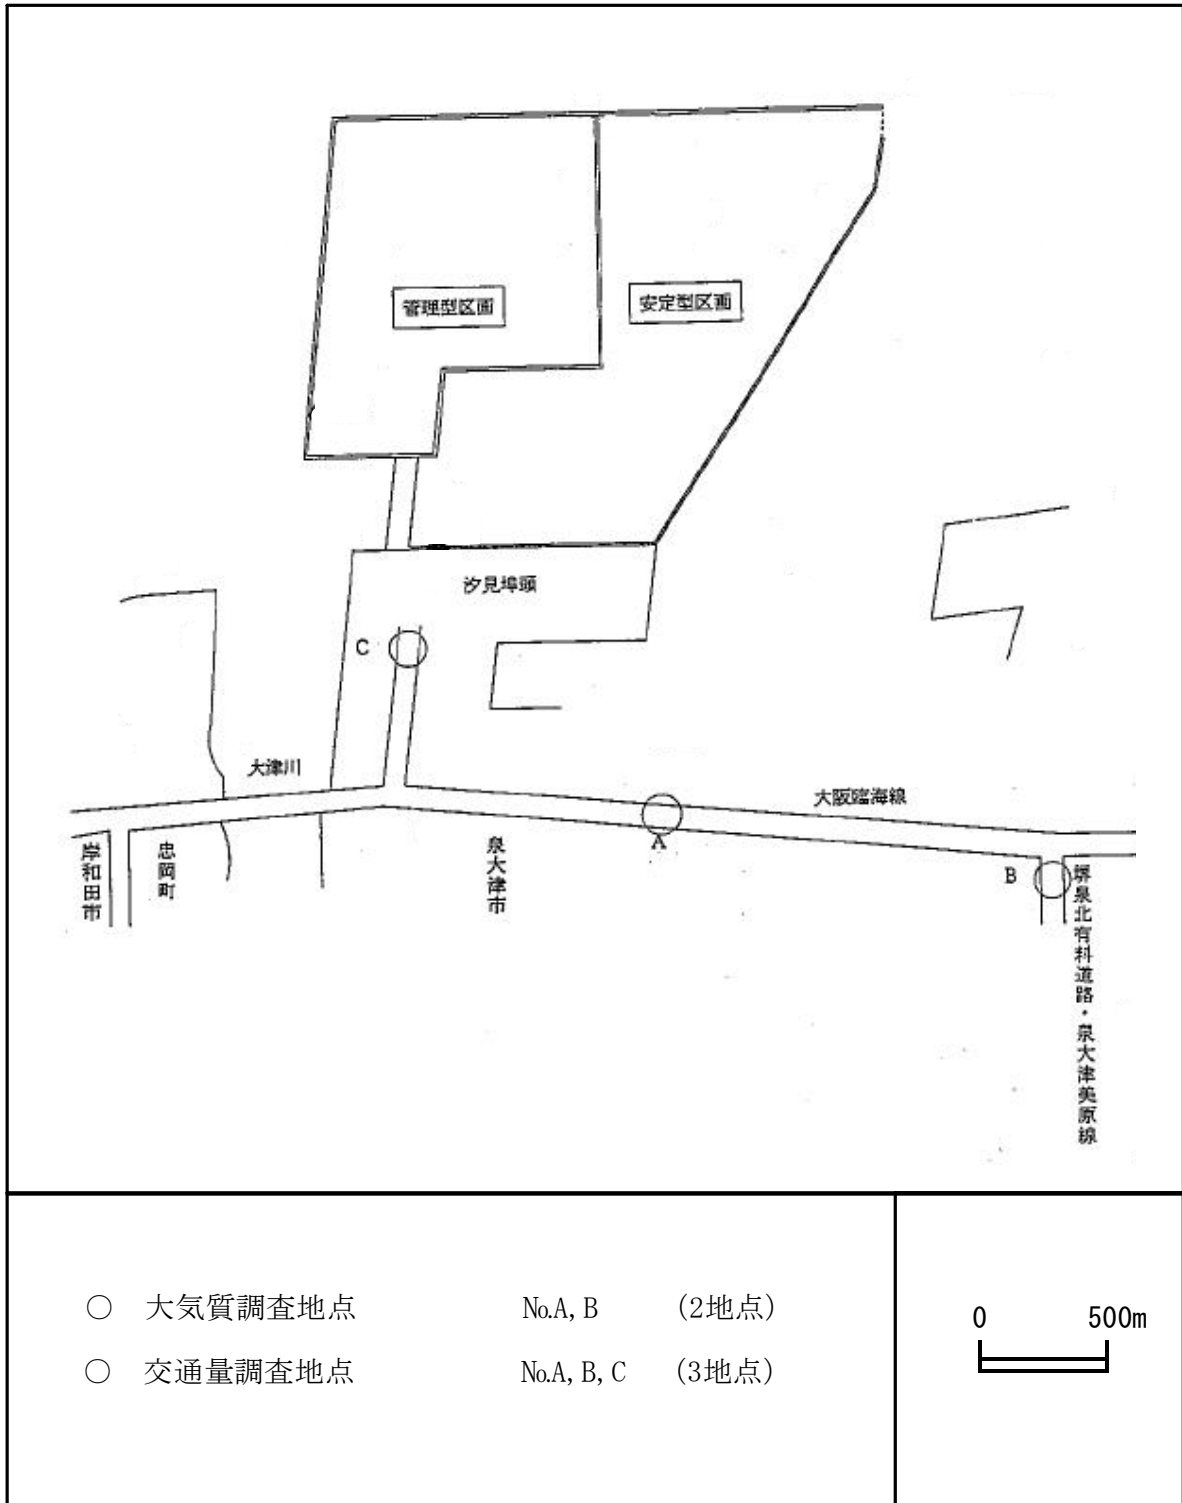 管理型区画
安定型区画
汐見埠頭
C
大津川
大阪臨海線
A
B
岸和田市
忠岡町
泉大津市
堺泉北有料道路・泉大津美原線
○ 大気質調査地点 №A, B (2地点)
○ 交通量調査地点 №A, B, C (3地点)
0 500m